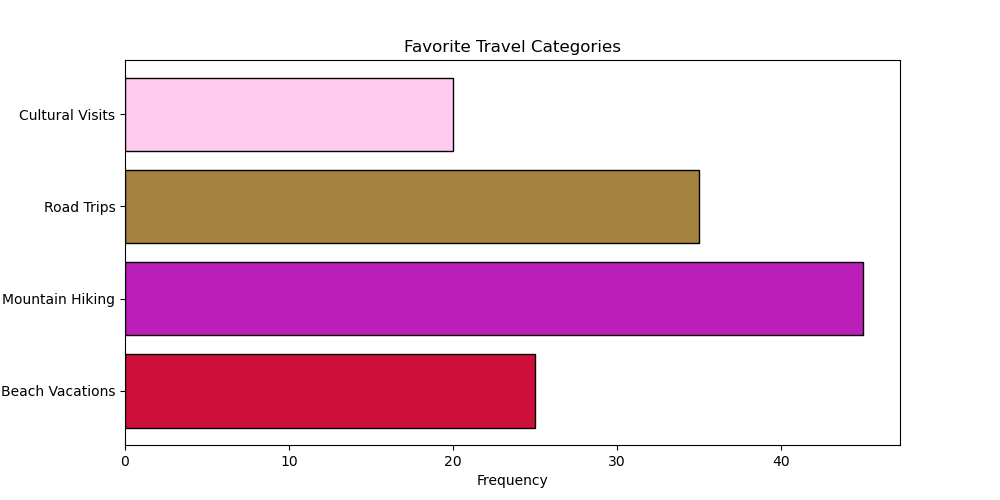 Favorite Travel Categories
Cultural Visits
Road Trips
Mountain Hiking
Beach Vacations
0 10 20 30 40
Frequency